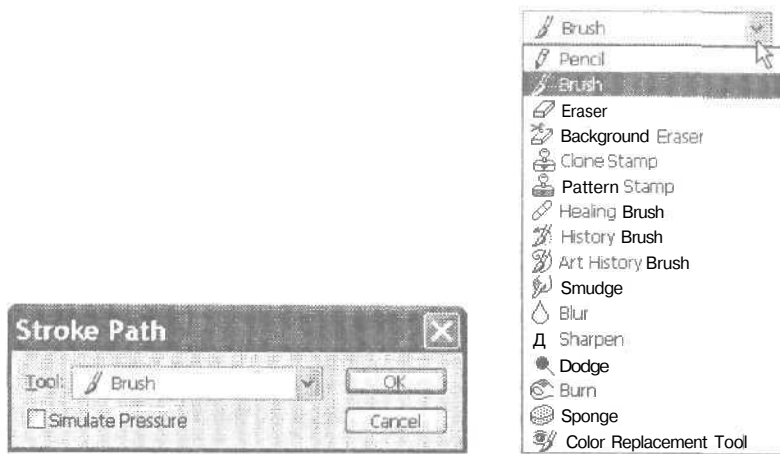 Stroke Path
Tool: Brush
OK
Simulate Pressure
Cancel
Brush
Pencil
Brush
Eraser
Background Eraser
Clone Stamp
Pattern Stamp
Healing Brush
History Brush
Art History Brush
Smudge
Blur
Д Sharpen
Dodge
Burn
Sponge
Color Replacement Tool